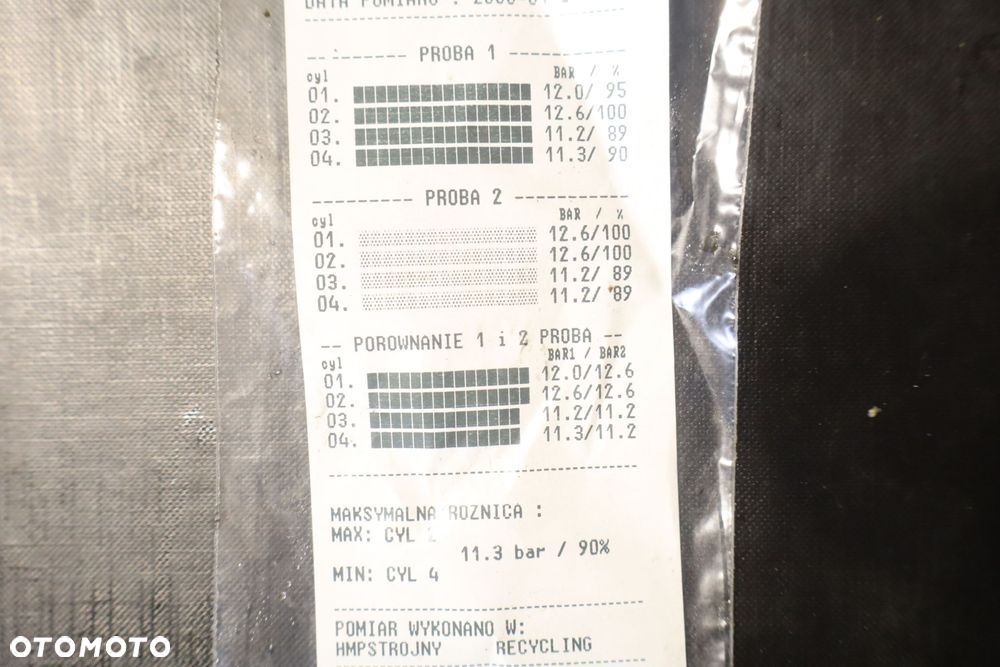 DATA POMIARU :
--------- PROBA 1 ---------
cyl BAR / %
01. 12.0/ 95
02. 12.6/100
03. 11.2/ 89
04. 11.3/ 90
--------- PROBA 2 ---------
cyl BAR / %
01. 12.6/100
02. 12.6/100
03. 11.2/ 89
04. 11.2/ 89
-- POROWNANIE 1 i 2 PROBA --
cyl BAR1 / BAR2
01. 12.0/12.6
02. 12.6/12.6
03. 11.2/11.2
04. 11.3/11.2
MAKSYMALNA ROZNICA :
MAX: CYL
11.3 bar / 90%
MIN: CYL 4
POMIAR WYKONANO W:
HMPSTROJNY RECYCLING
OTOMOTO